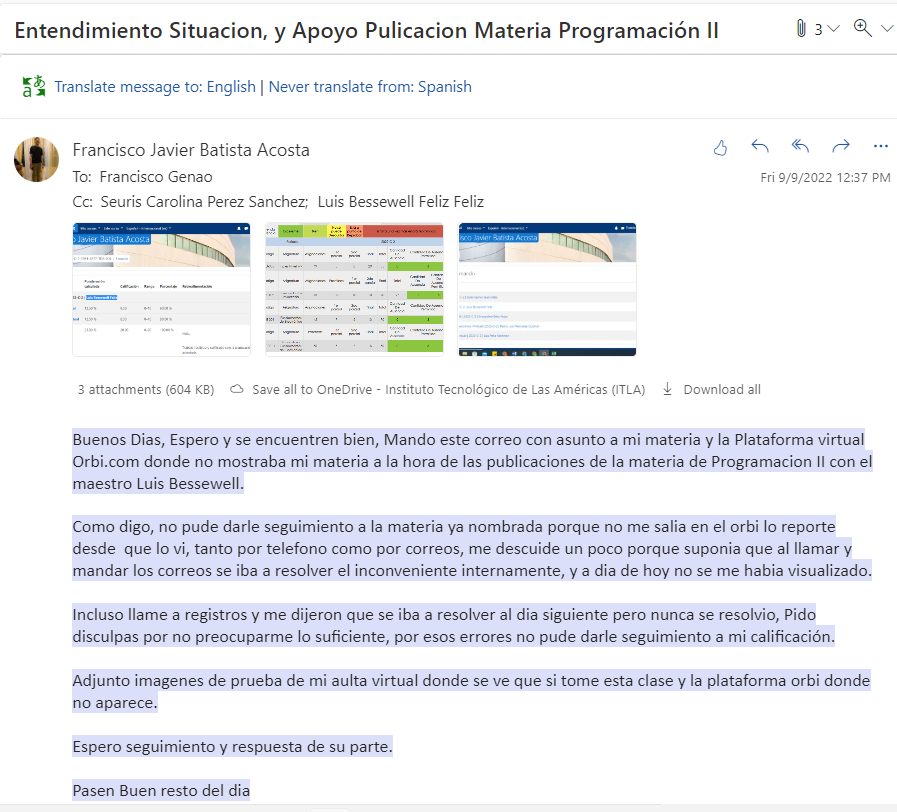 Entendimiento Situacion, y Apoyo Pulicacion Materia Programación II
3
Translate message to: English | Never translate from: Spanish
Francisco Javier Batista Acosta
To: Francisco Genao
Fri 9/9/2022 12:37 PM
Cc: Seuris Carolina Perez Sanchez; Luis Bessewell Feliz Feliz
Javier Batista Acosta
3 attachments (604 KB)
Save all to OneDrive - Instituto Tecnológico de Las Américas (ITLA)
Download all
Buenos Dias, Espero y se encuentren bien, Mando este correo con asunto a mi materia y la Plataforma virtual
Orbi.com donde no mostraba mi materia a la hora de las publicaciones de la materia de Programacion II con el
maestro Luis Bessewell.
Como digo, no pude darle seguimiento a la materia ya nombrada porque no me salia en el orbi lo reporte
desde que lo vi, tanto por telefono como por correos, me descuide un poco porque suponia que al llamar y
mandar los correos se iba a resolver el inconveniente internamente, y a dia de hoy no se me habia visualizado.
Incluso llame a registros y me dijeron que se iba a resolver al dia siguiente pero nunca se resolvio, Pido
disculpas por no preocuparme lo suficiente, por esos errores no pude darle seguimiento a mi calificación.
Adjunto imagenes de prueba de mi aulta virtual donde se ve que si tome esta clase y la plataforma orbi donde
no aparece.
Espero seguimiento y respuesta de su parte.
Pasen Buen resto del dia